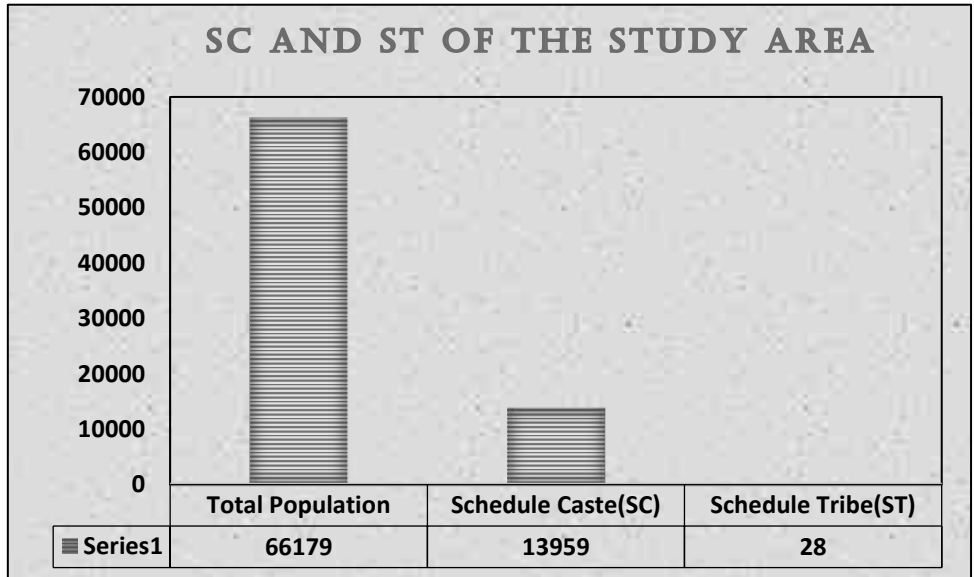 SC AND ST OF THE STUDY AREA
70000
60000
50000
40000
30000
20000
10000
0
Total Population Schedule Caste(SC) Schedule Tribe(ST)
Series1 66179 13959 28